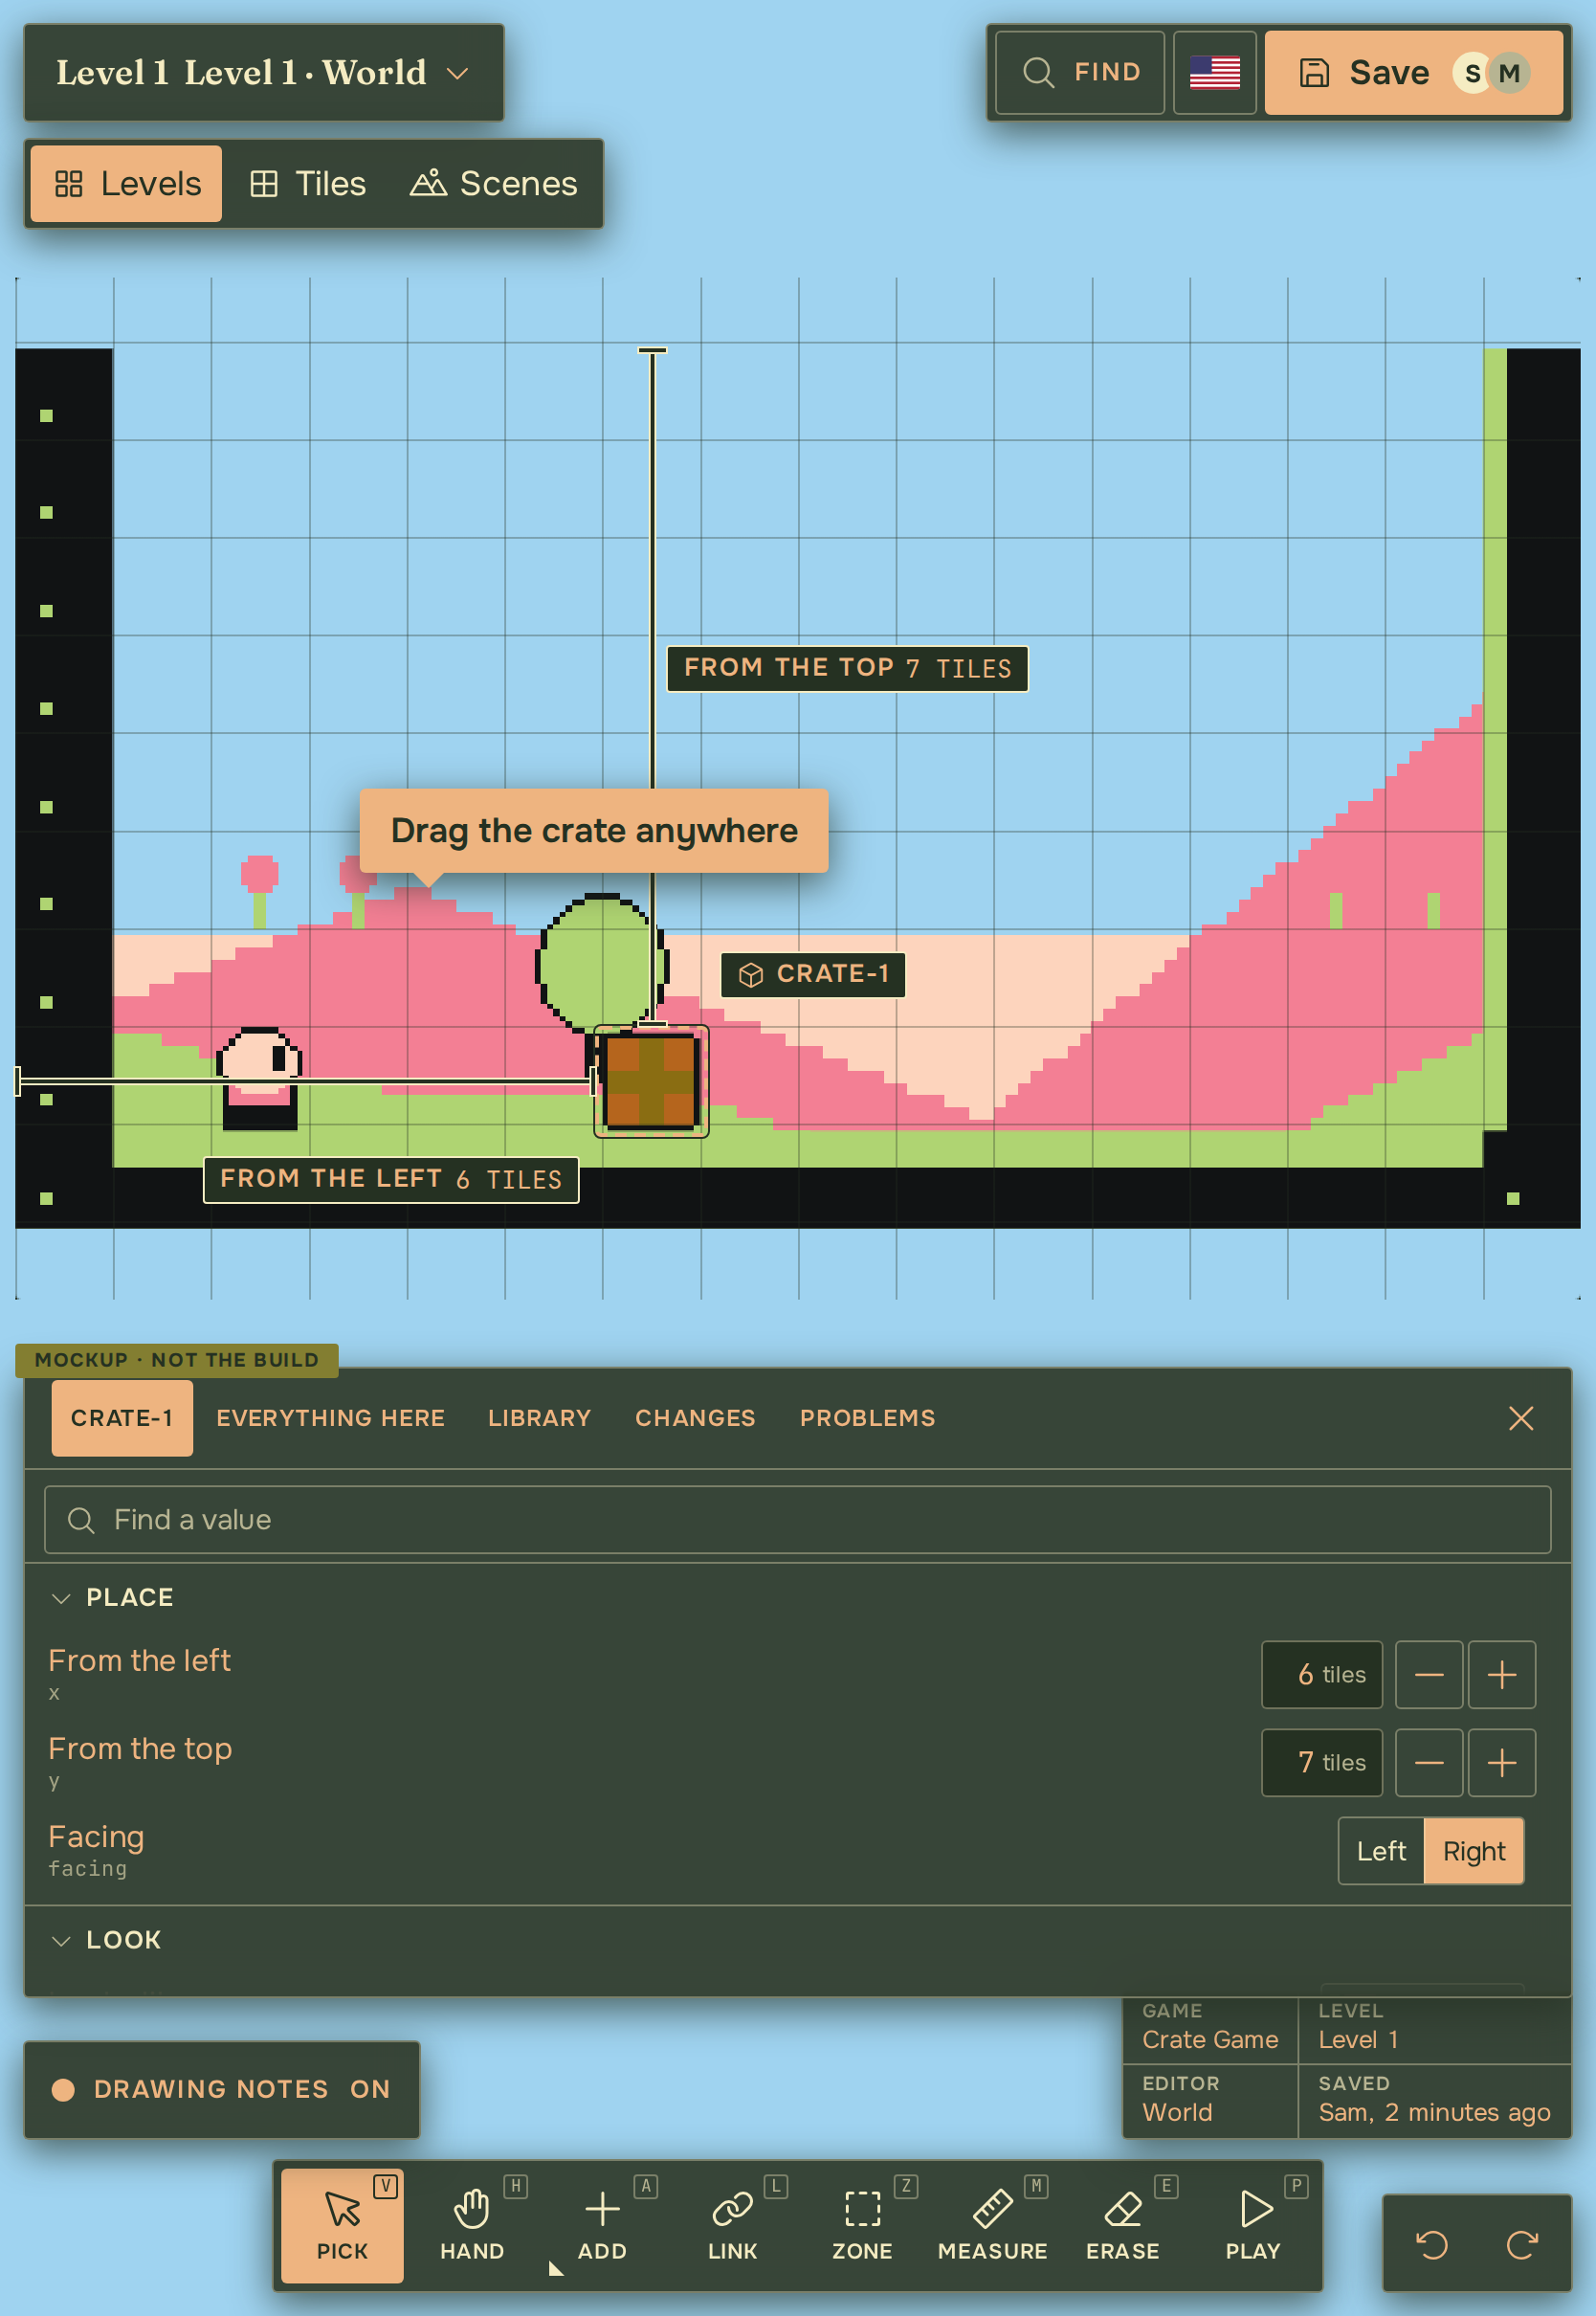 Level 1 Level 1 · World
FIND
Save S M
Levels Tiles Scenes
FROM THE TOP 7 TILES
Drag the crate anywhere
CRATE-1
FROM THE LEFT 6 TILES
MOCKUP · NOT THE BUILD
CRATE-1 EVERYTHING HERE LIBRARY CHANGES PROBLEMS
Find a value
PLACE
From the left
x
6 tiles
From the top
y
7 tiles
Facing
facing
Left Right
LOOK
GAME LEVEL
Crate Game Level 1
EDITOR SAVED
World Sam, 2 minutes ago
DRAWING NOTES ON
V H A L Z M E P
PICK HAND ADD LINK ZONE MEASURE ERASE PLAY